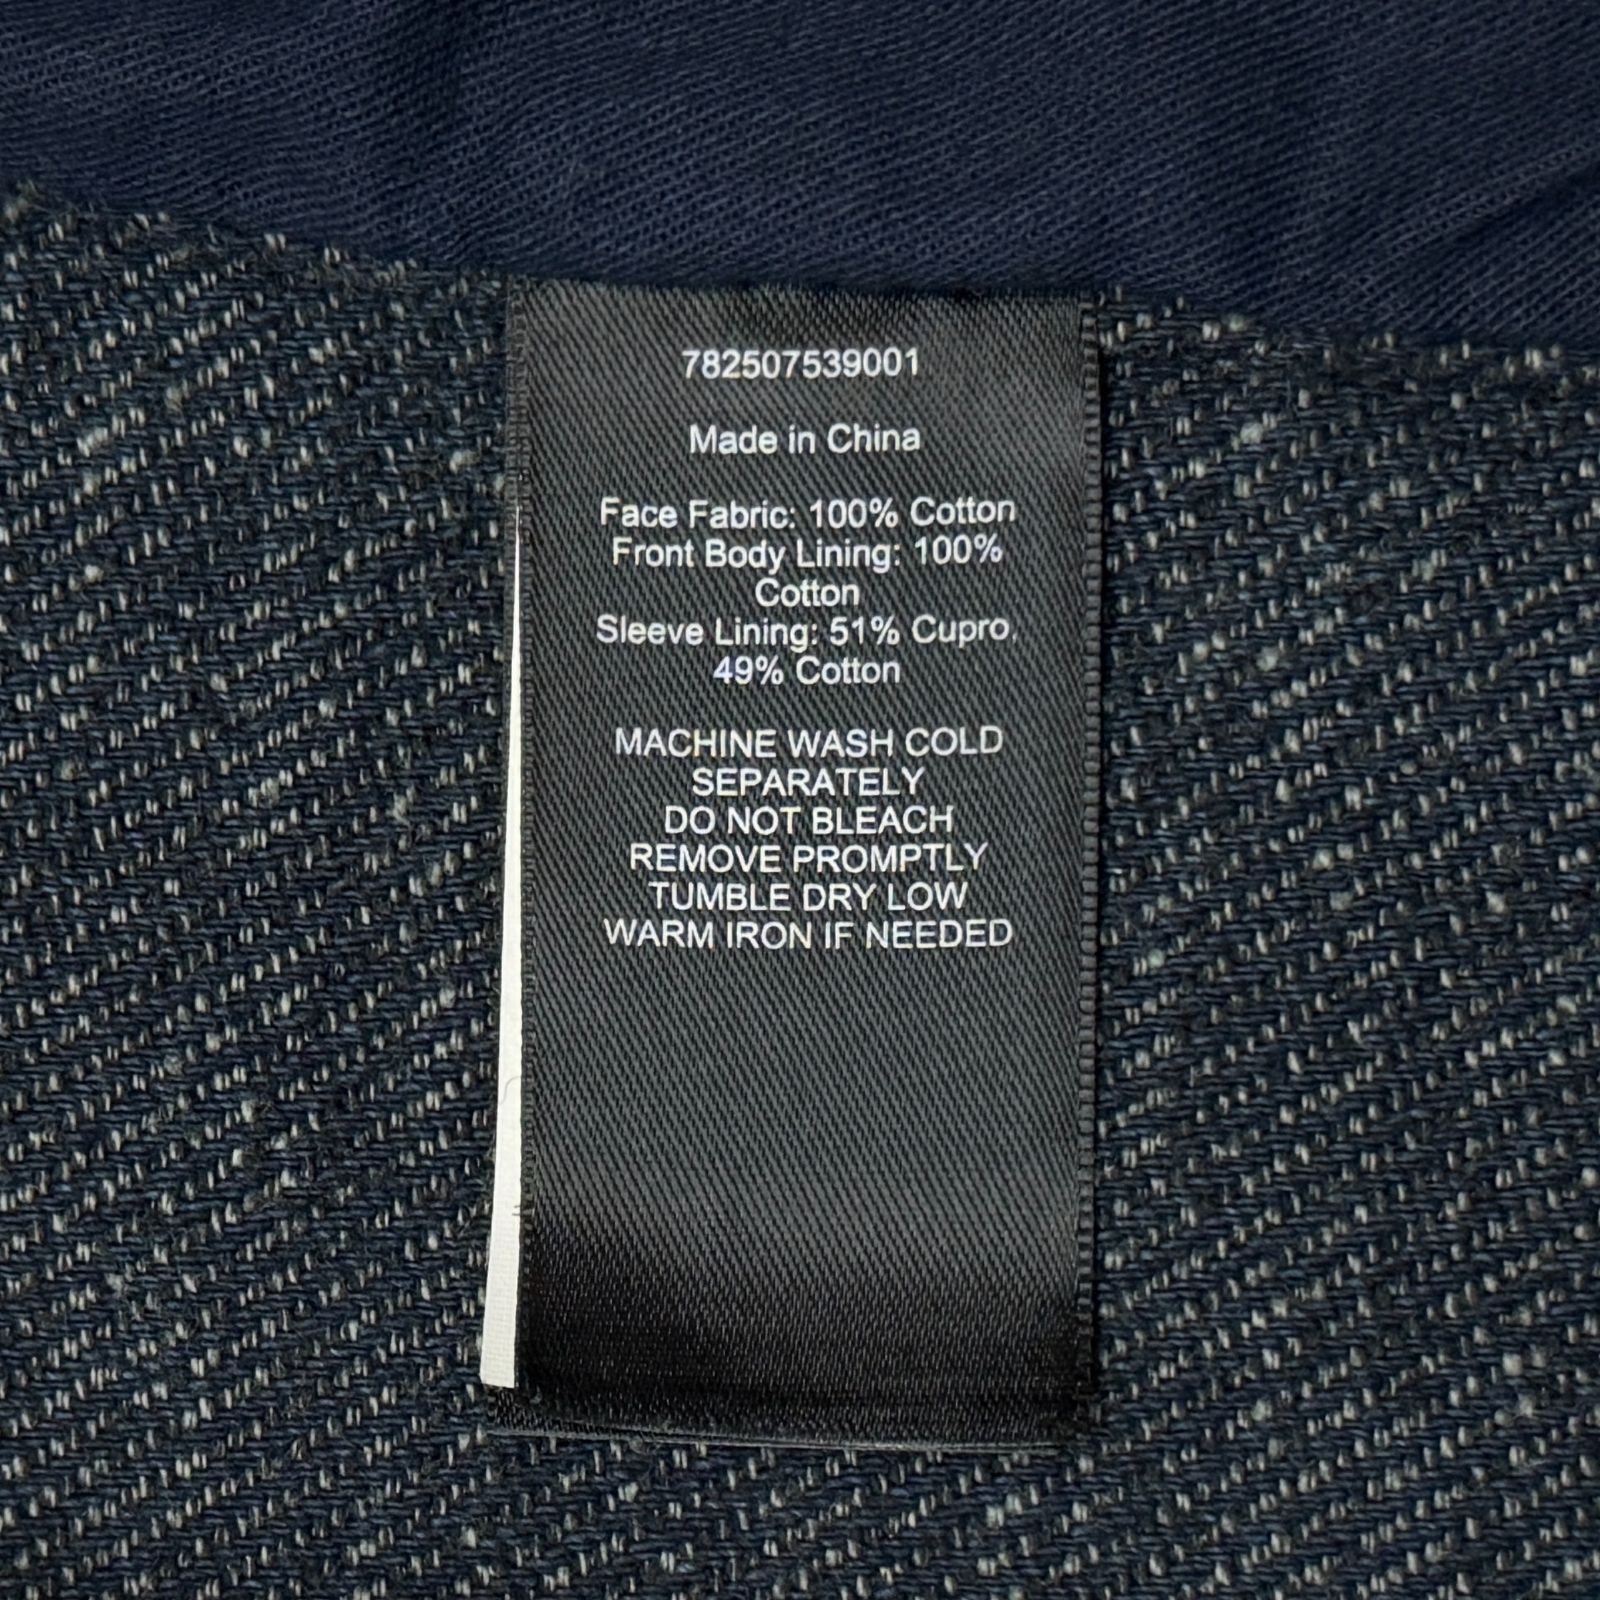 782507539001
Made in China
Face Fabric: 100% Cotton
Front Body Lining: 100%
Cotton
Sleeve Lining: 51% Cupro,
49% Cotton
MACHINE WASH COLD
SEPARATELY
DO NOT BLEACH
REMOVE PROMPTLY
TUMBLE DRY LOW
WARM IRON IF NEEDED